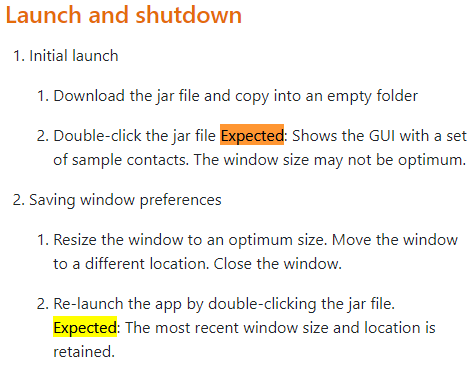 Launch and shutdown
1. Initial launch
1. Download the jar file and copy into an empty folder
2. Double-click the jar file Expected: Shows the GUI with a set
of sample contacts. The window size may not be optimum.
2. Saving window preferences
1. Resize the window to an optimum size. Move the window
to a different location. Close the window.
2. Re-launch the app by double-clicking the jar file.
Expected: The most recent window size and location is
retained.